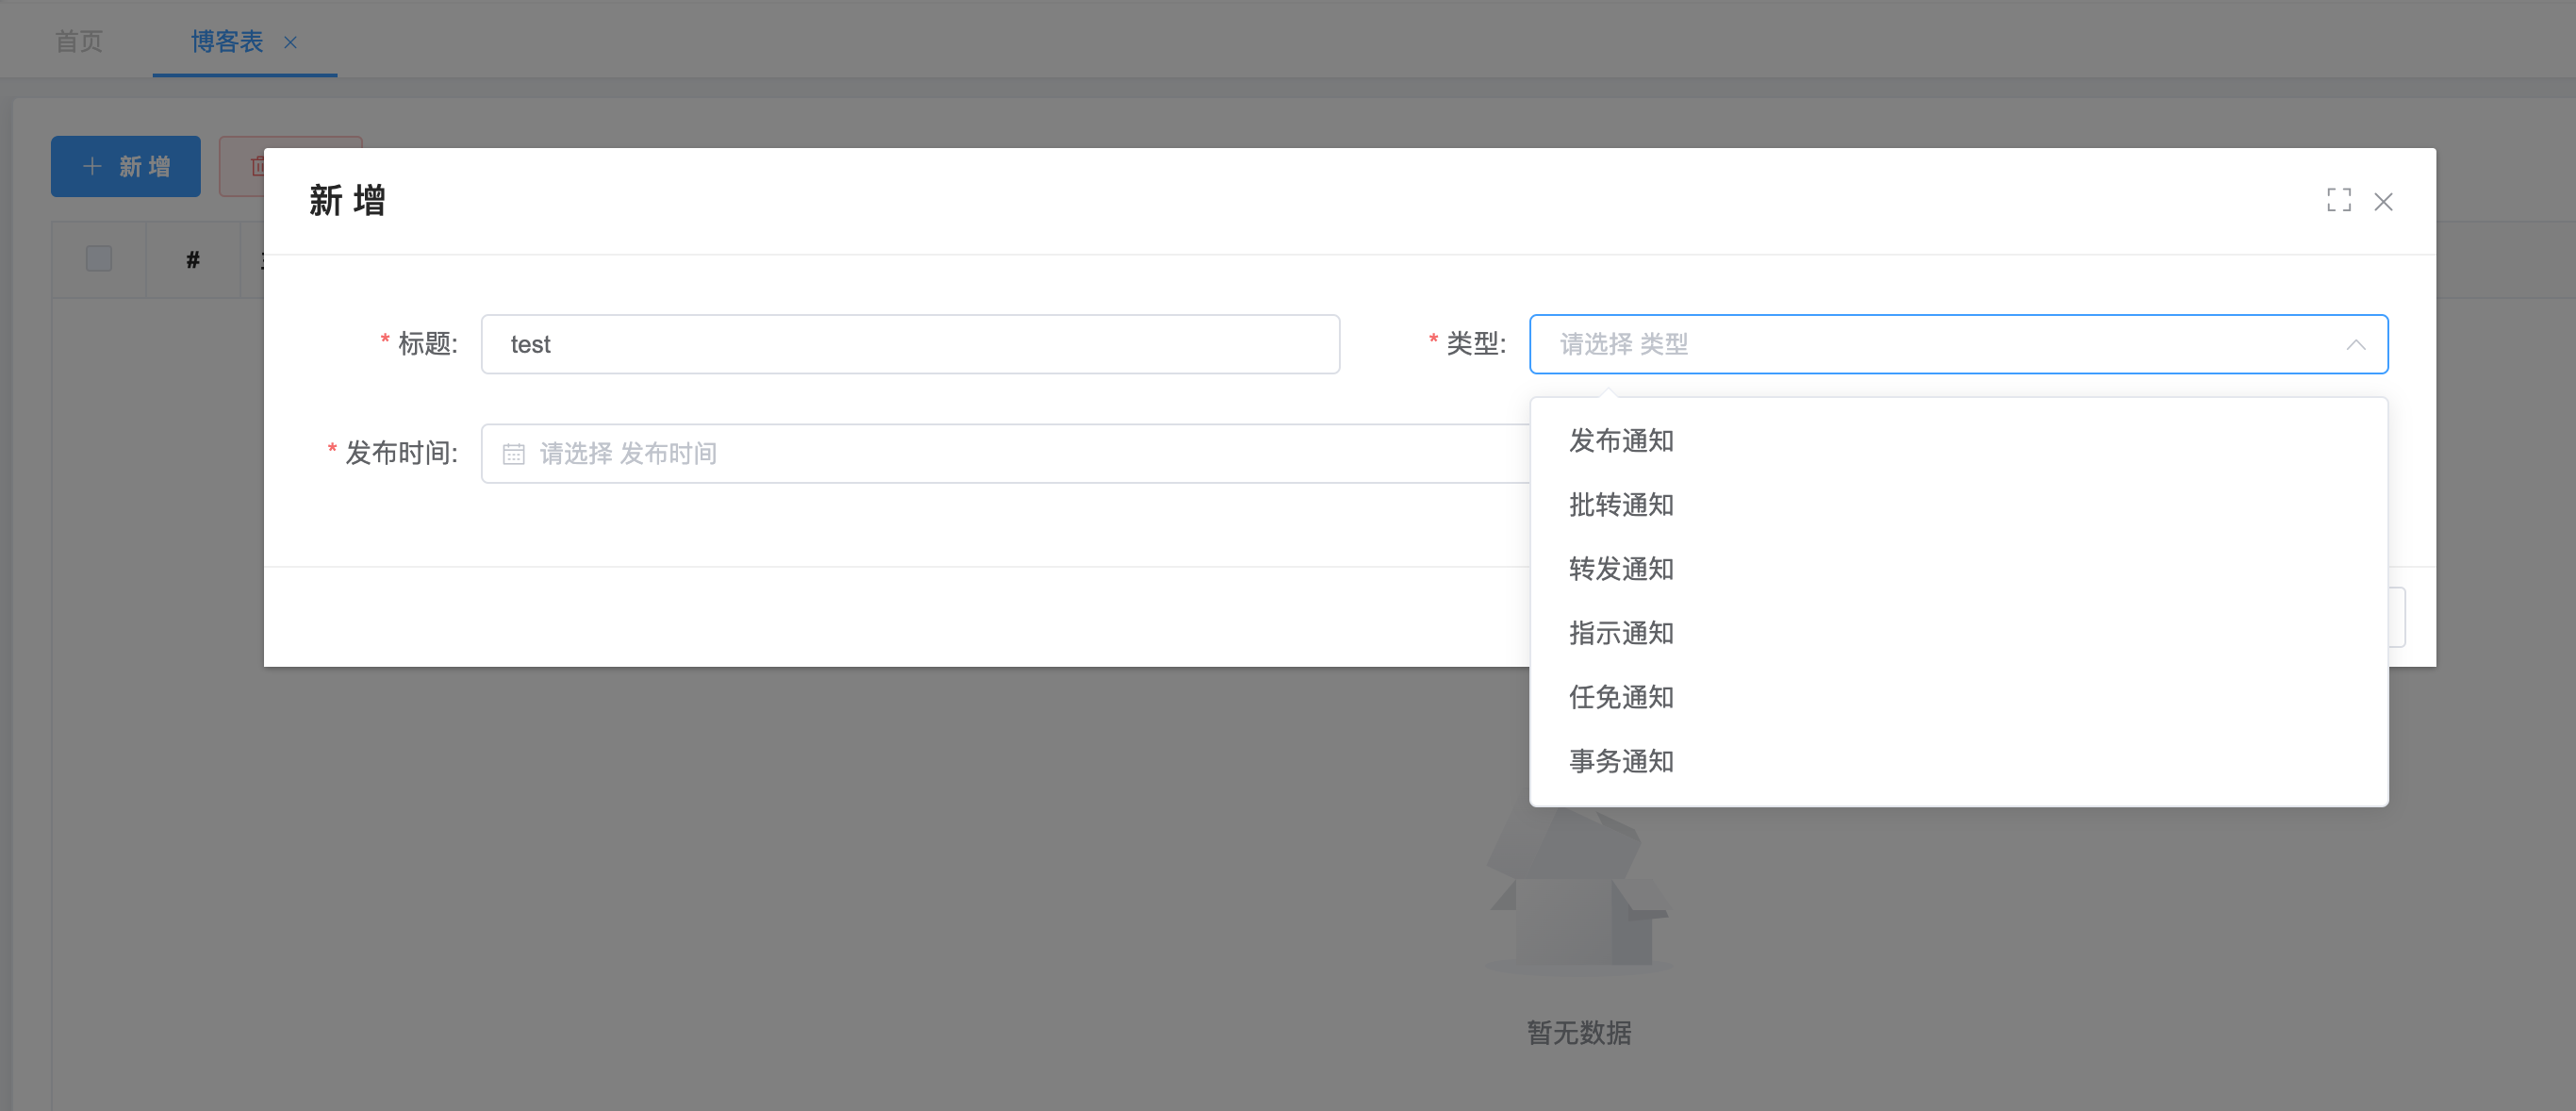 首页
博客表
新 增
新 增
* 标题: test
* 类型: 请选择 类型
* 发布时间: 请选择 发布时间
#
发布通知
批转通知
转发通知
指示通知
任免通知
事务通知
暂无数据